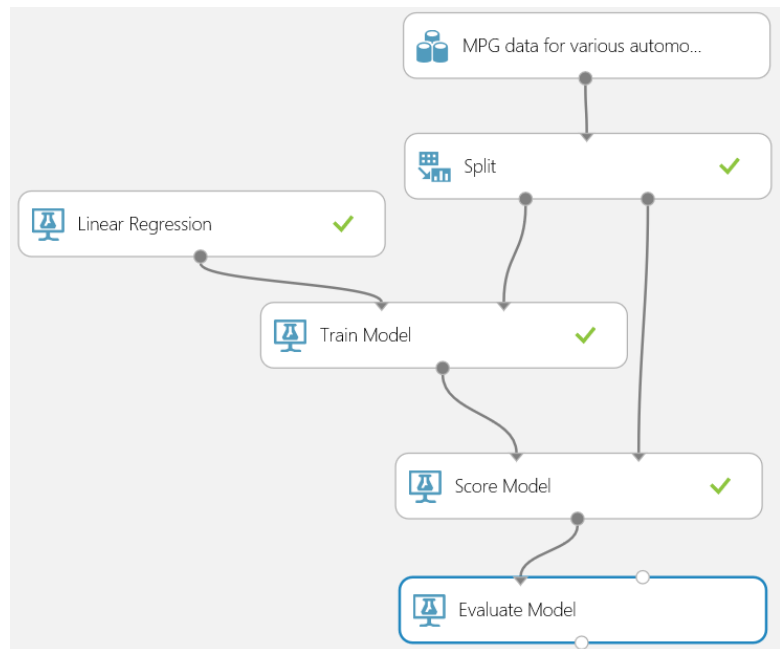 MPG data for various automo...
Split
Linear Regression
Train Model
Score Model
Evaluate Model